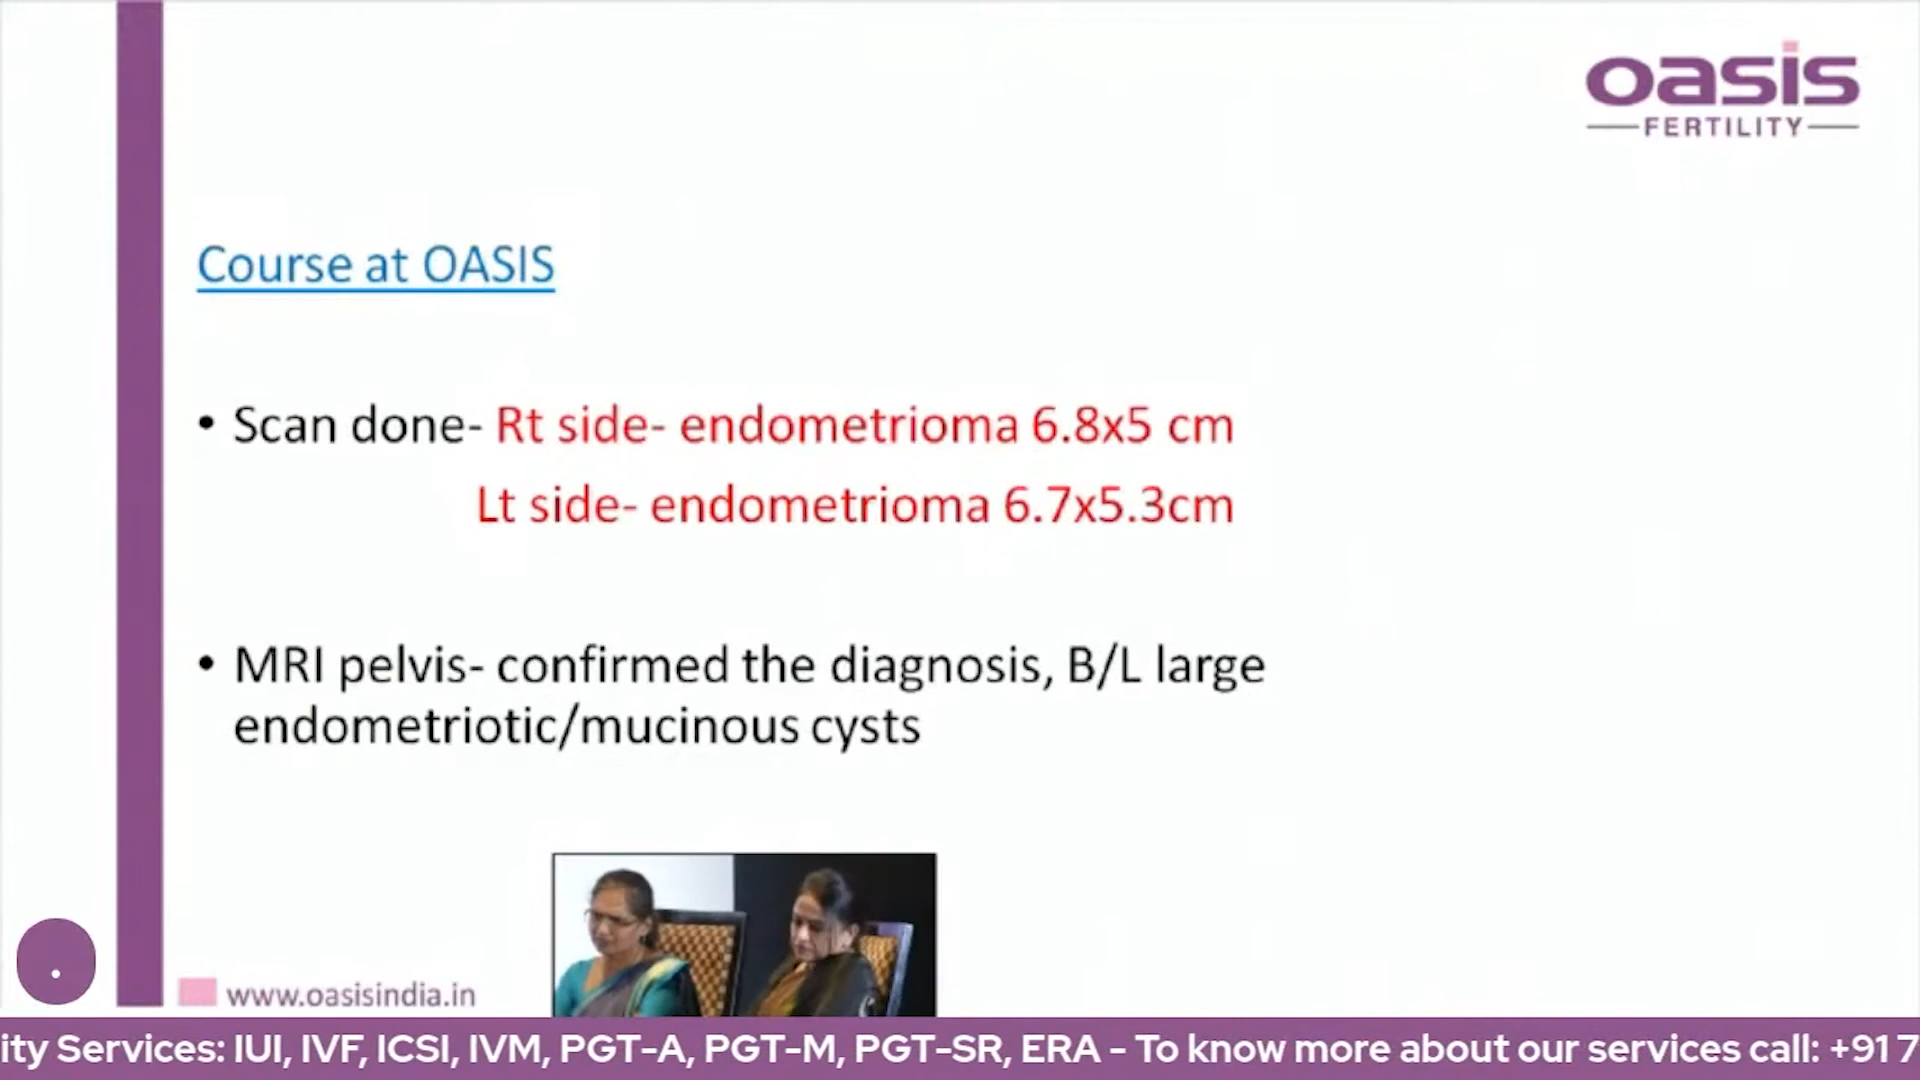 oasis
FERTILITY
Course at OASIS
• Scan done- Rt side- endometrioma 6.8x5 cm
Lt side- endometrioma 6.7x5.3cm
• MRI pelvis- confirmed the diagnosis, B/L large
endometriotic/mucinous cysts
www.oasisindia.in
ity Services: IUI, IVF, ICSI, IVM, PGT-A, PGT-M, PGT-SR, ERA - To know more about our services call: +91 7